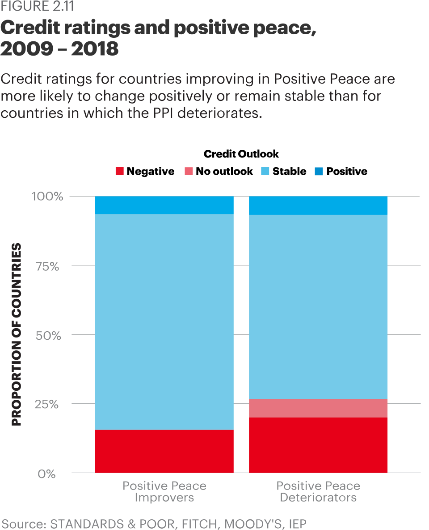 FIGURE 2.11
Credit ratings and positive peace,
2009 – 2018
Credit ratings for countries improving in Positive Peace are
more likely to change positively or remain stable than for
countries in which the PPI deteriorates.
Credit Outlook
Negative No outlook Stable Positive
100%
75%
50%
25%
0%
PROPORTION OF COUNTRIES
Positive Peace
Improvers
Positive Peace
Deteriorators
Source: STANDARDS & POOR, FITCH, MOODY'S, IEP